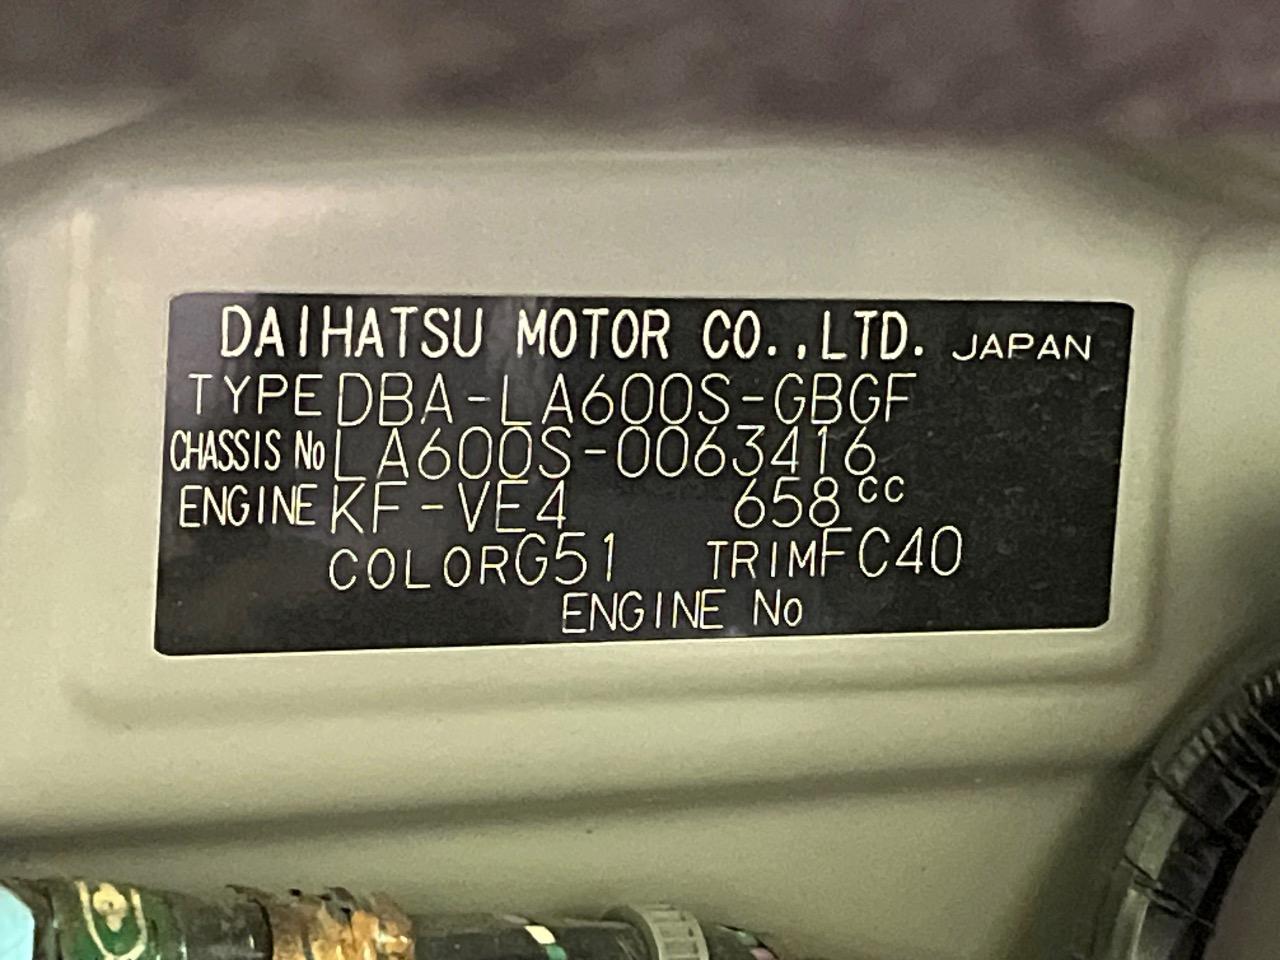 DAIHATSU MOTOR CO.,LTD. JAPAN
TYPE DBA-LA600S-GBGF
CHASSIS No LA600S-0063416
ENGINE KF-VE4 658cc
COLOR G51 TRIM FC40
ENGINE No